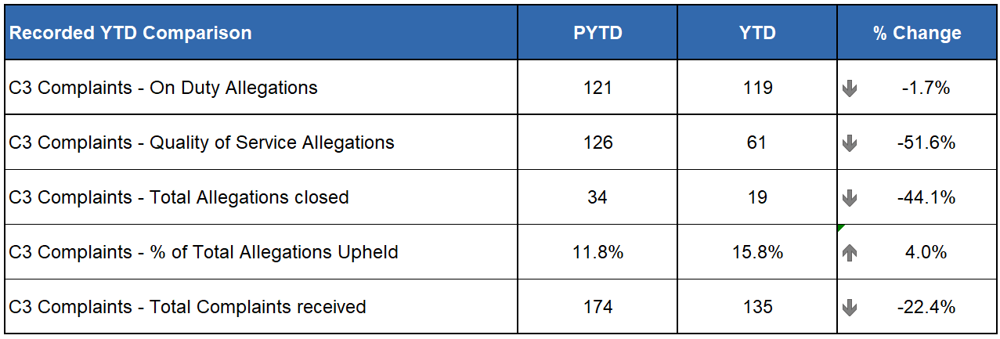 Recorded YTD Comparison PYTD YTD % Change
C3 Complaints - On Duty Allegations 121 119 -1.7%
C3 Complaints - Quality of Service Allegations 126 61 -51.6%
C3 Complaints - Total Allegations closed 34 19 -44.1%
C3 Complaints - % of Total Allegations Upheld 11.8% 15.8% 4.0%
C3 Complaints - Total Complaints received 174 135 -22.4%